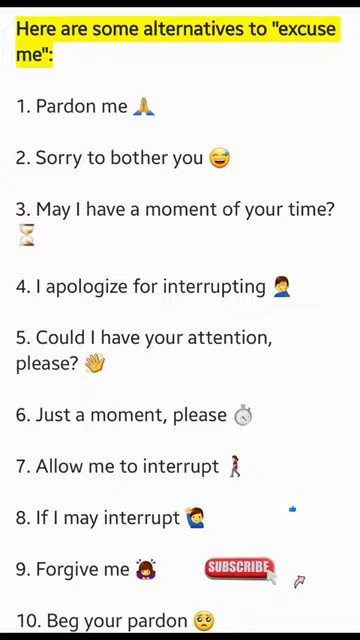 Here are some alternatives to "excuse
me":
1. Pardon me 🙏
2. Sorry to bother you 😅
3. May I have a moment of your time?
⏳
4. I apologize for interrupting 🤦
5. Could I have your attention,
please? 👋
6. Just a moment, please ⏱️
7. Allow me to interrupt 🚶‍♀️
8. If I may interrupt 🙋‍♂️
9. Forgive me 🙇‍♀️
SUBSCRIBE
10. Beg your pardon 🥺